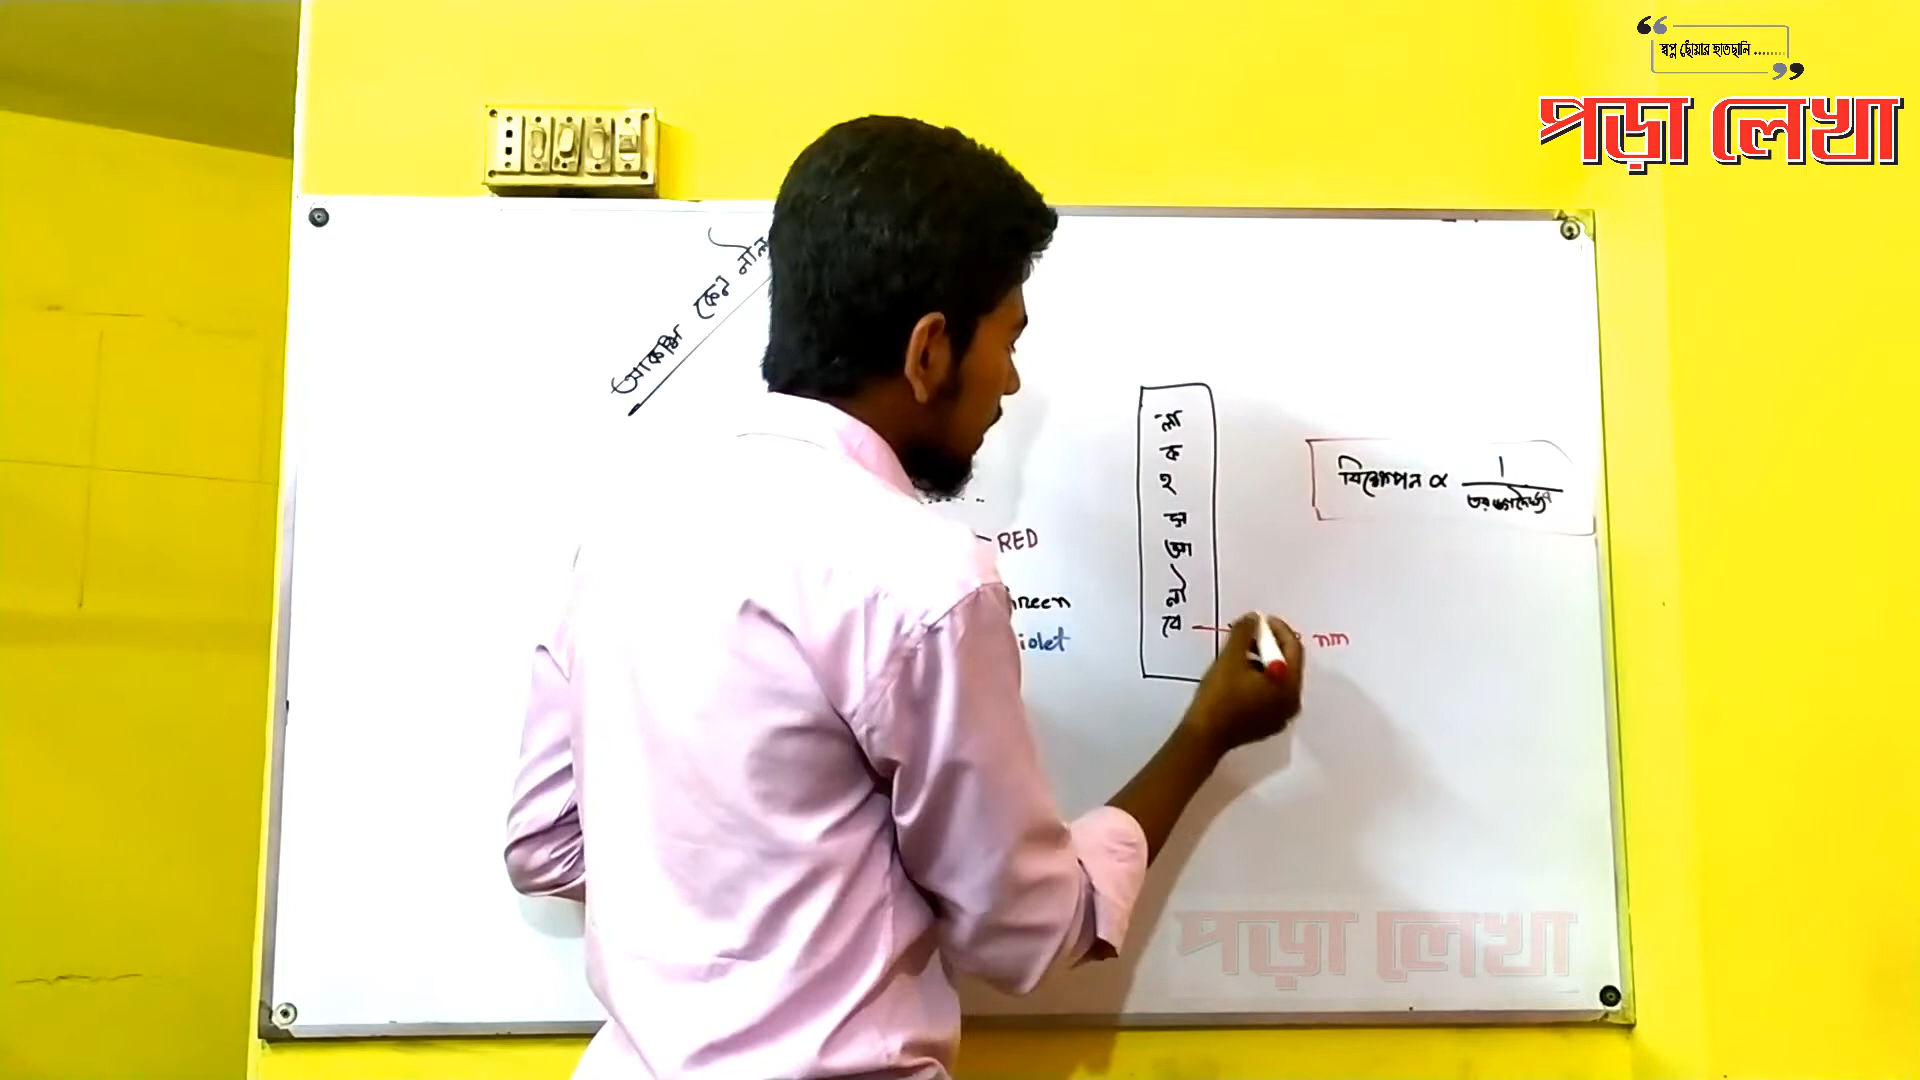 স্বপ্ন ছোঁয়ার হাতছানি ........
পড়া লেখা
আকাশ কেন নীল
লা
ক
হ
স
আ
নী
বে
nm
বিক্ষেপন ∝ 1
তরঙ্গদৈর্ঘ্য
RED
reen
iolet
পড়া লেখা